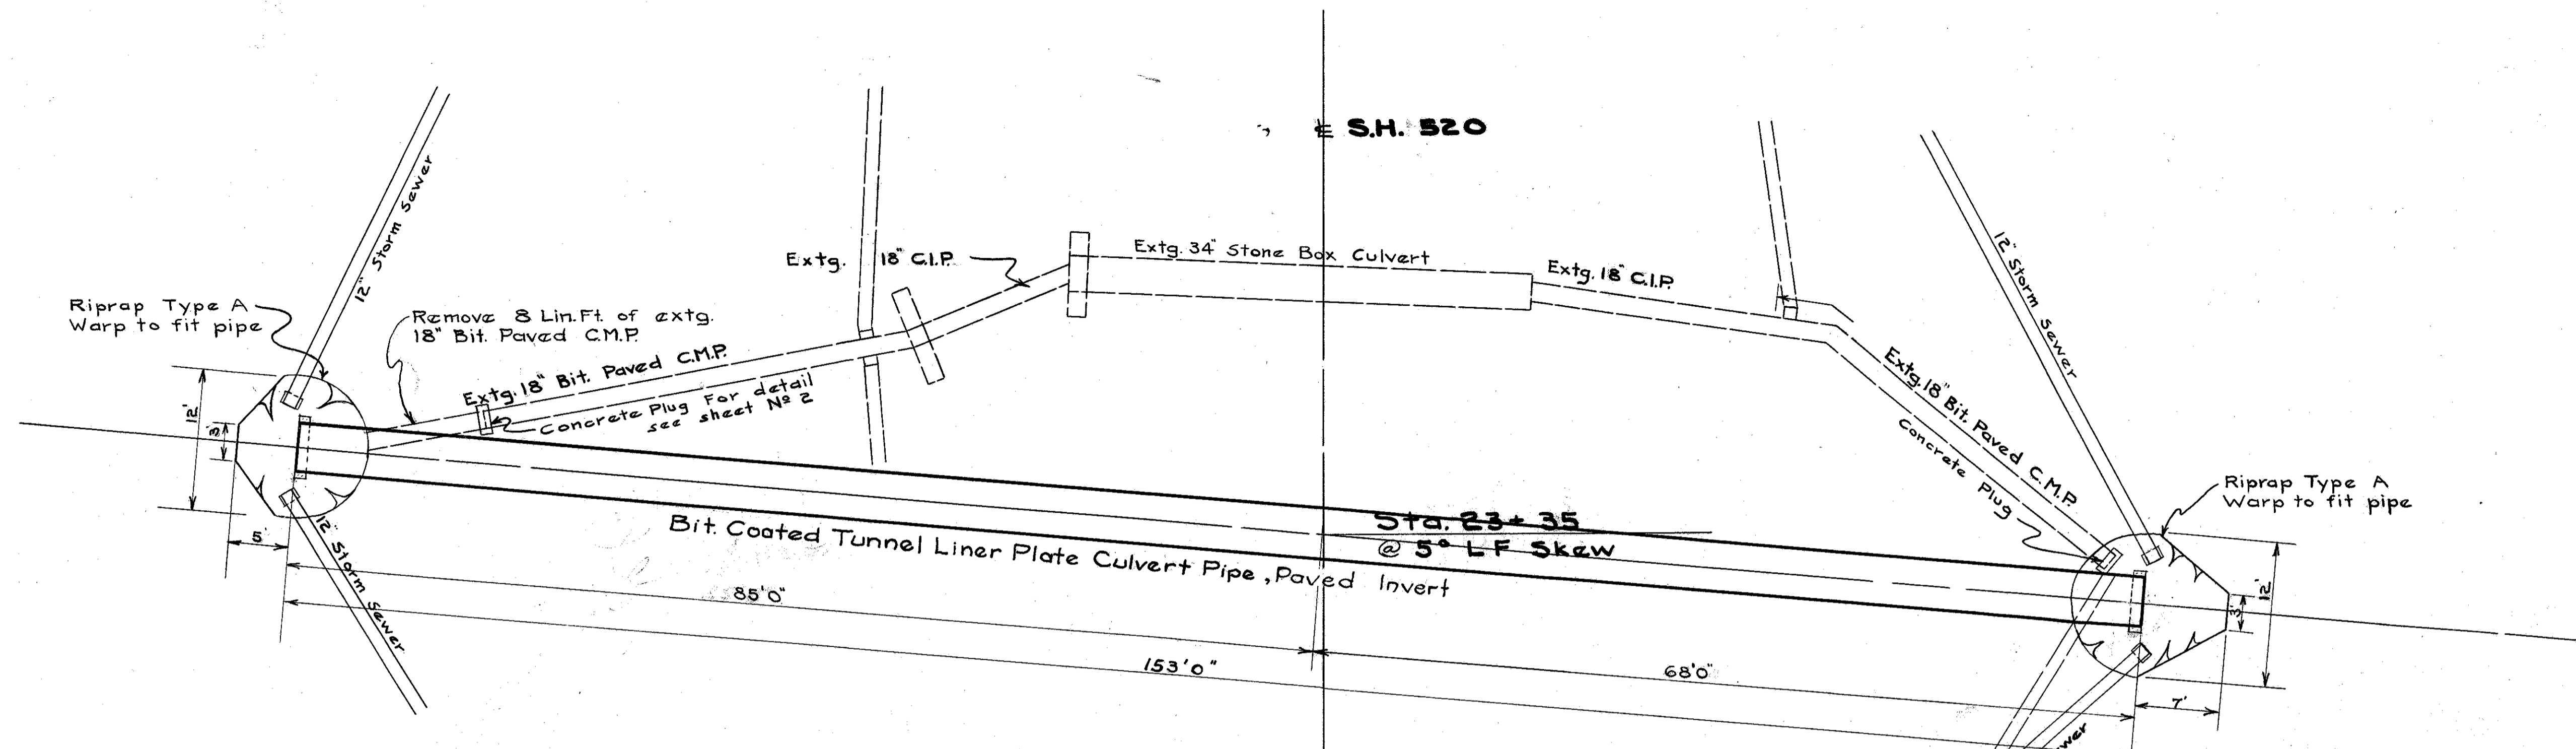 ℄ S.H. 520
12" Storm Sewer
Extg. 18" C.I.P.
Extg. 34" Stone Box Culvert
Extg. 18" C.I.P.
12" Storm Sewer
Riprap Type A
Warp to fit pipe
Remove 8 Lin.Ft. of extg.
18" Bit. Paved C.M.P.
Extg. 18" Bit. Paved C.M.P.
Concrete Plug For detail
see sheet Nº 2
Extg. 18" Bit. Paved C.M.P.
Concrete Plug
Riprap Type A
Warp to fit pipe
12'
3'
5'
12" Storm Sewer
Bit. Coated Tunnel Liner Plate Culvert Pipe, Paved Invert
Sta. 23+35
@ 5° L F Skew
85'0"
153'0"
68'0"
12'
3'
7'